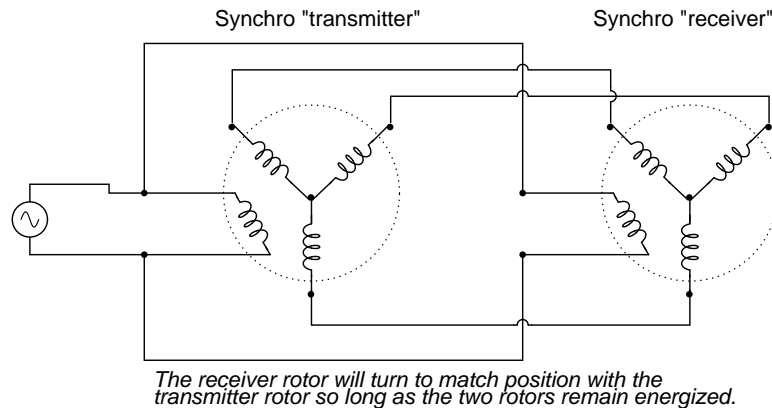 Synchro "transmitter"
Synchro "receiver"
The receiver rotor will turn to match position with the
transmitter rotor so long as the two rotors remain energized.